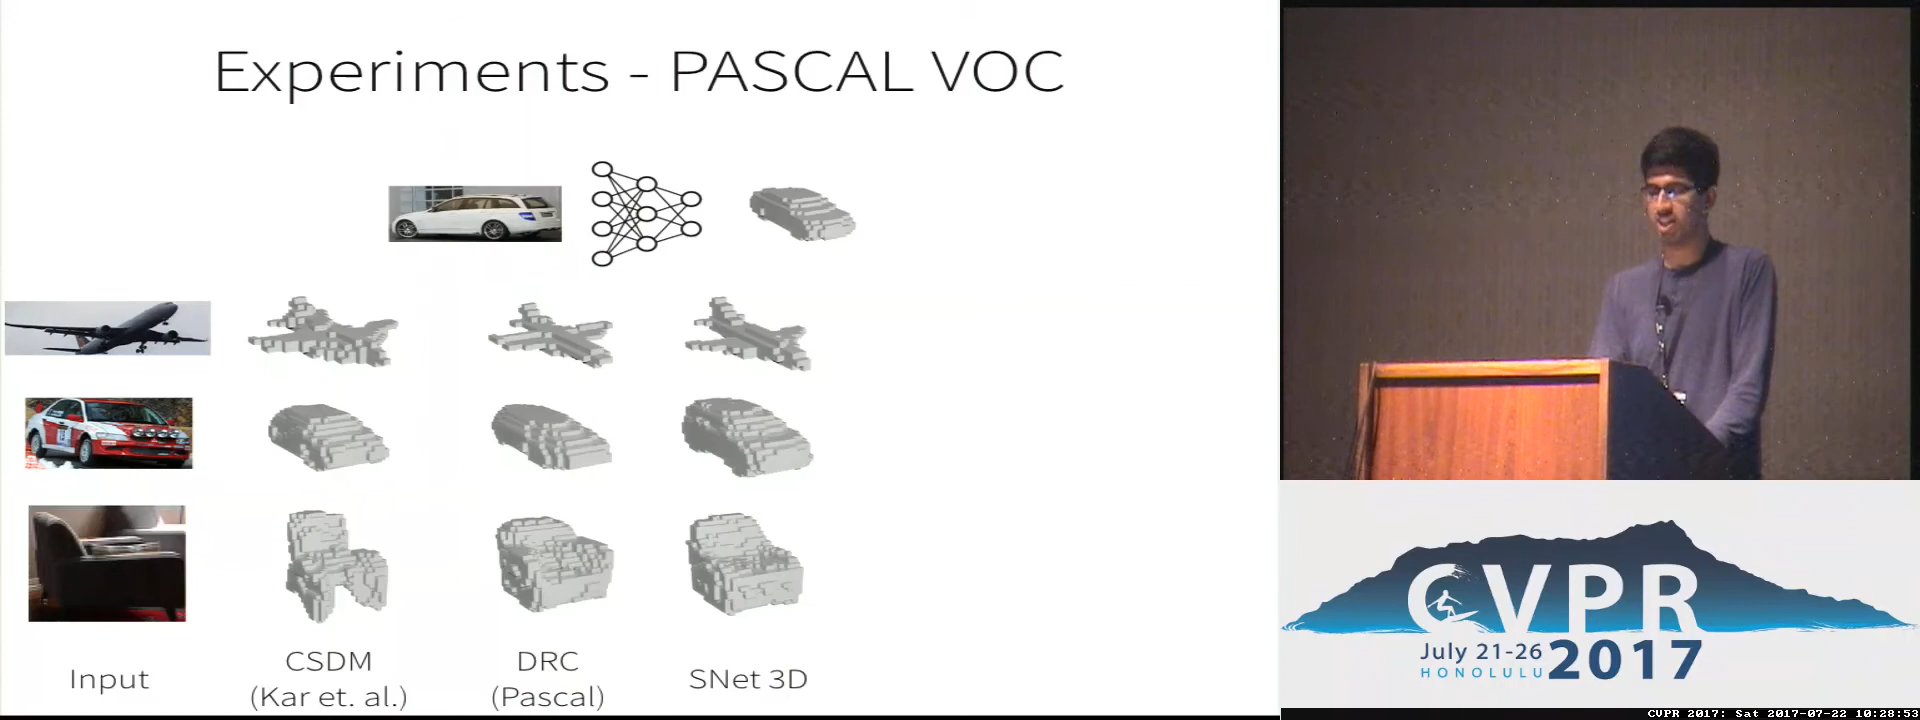 Experiments - PASCAL VOC
Input
CSDM
(Kar et. al.)
DRC
(Pascal)
SNet 3D
CVPR
July 21-26
HONOLULU
2017
CVPR 2017: Sat 2017-07-22 10:28:53